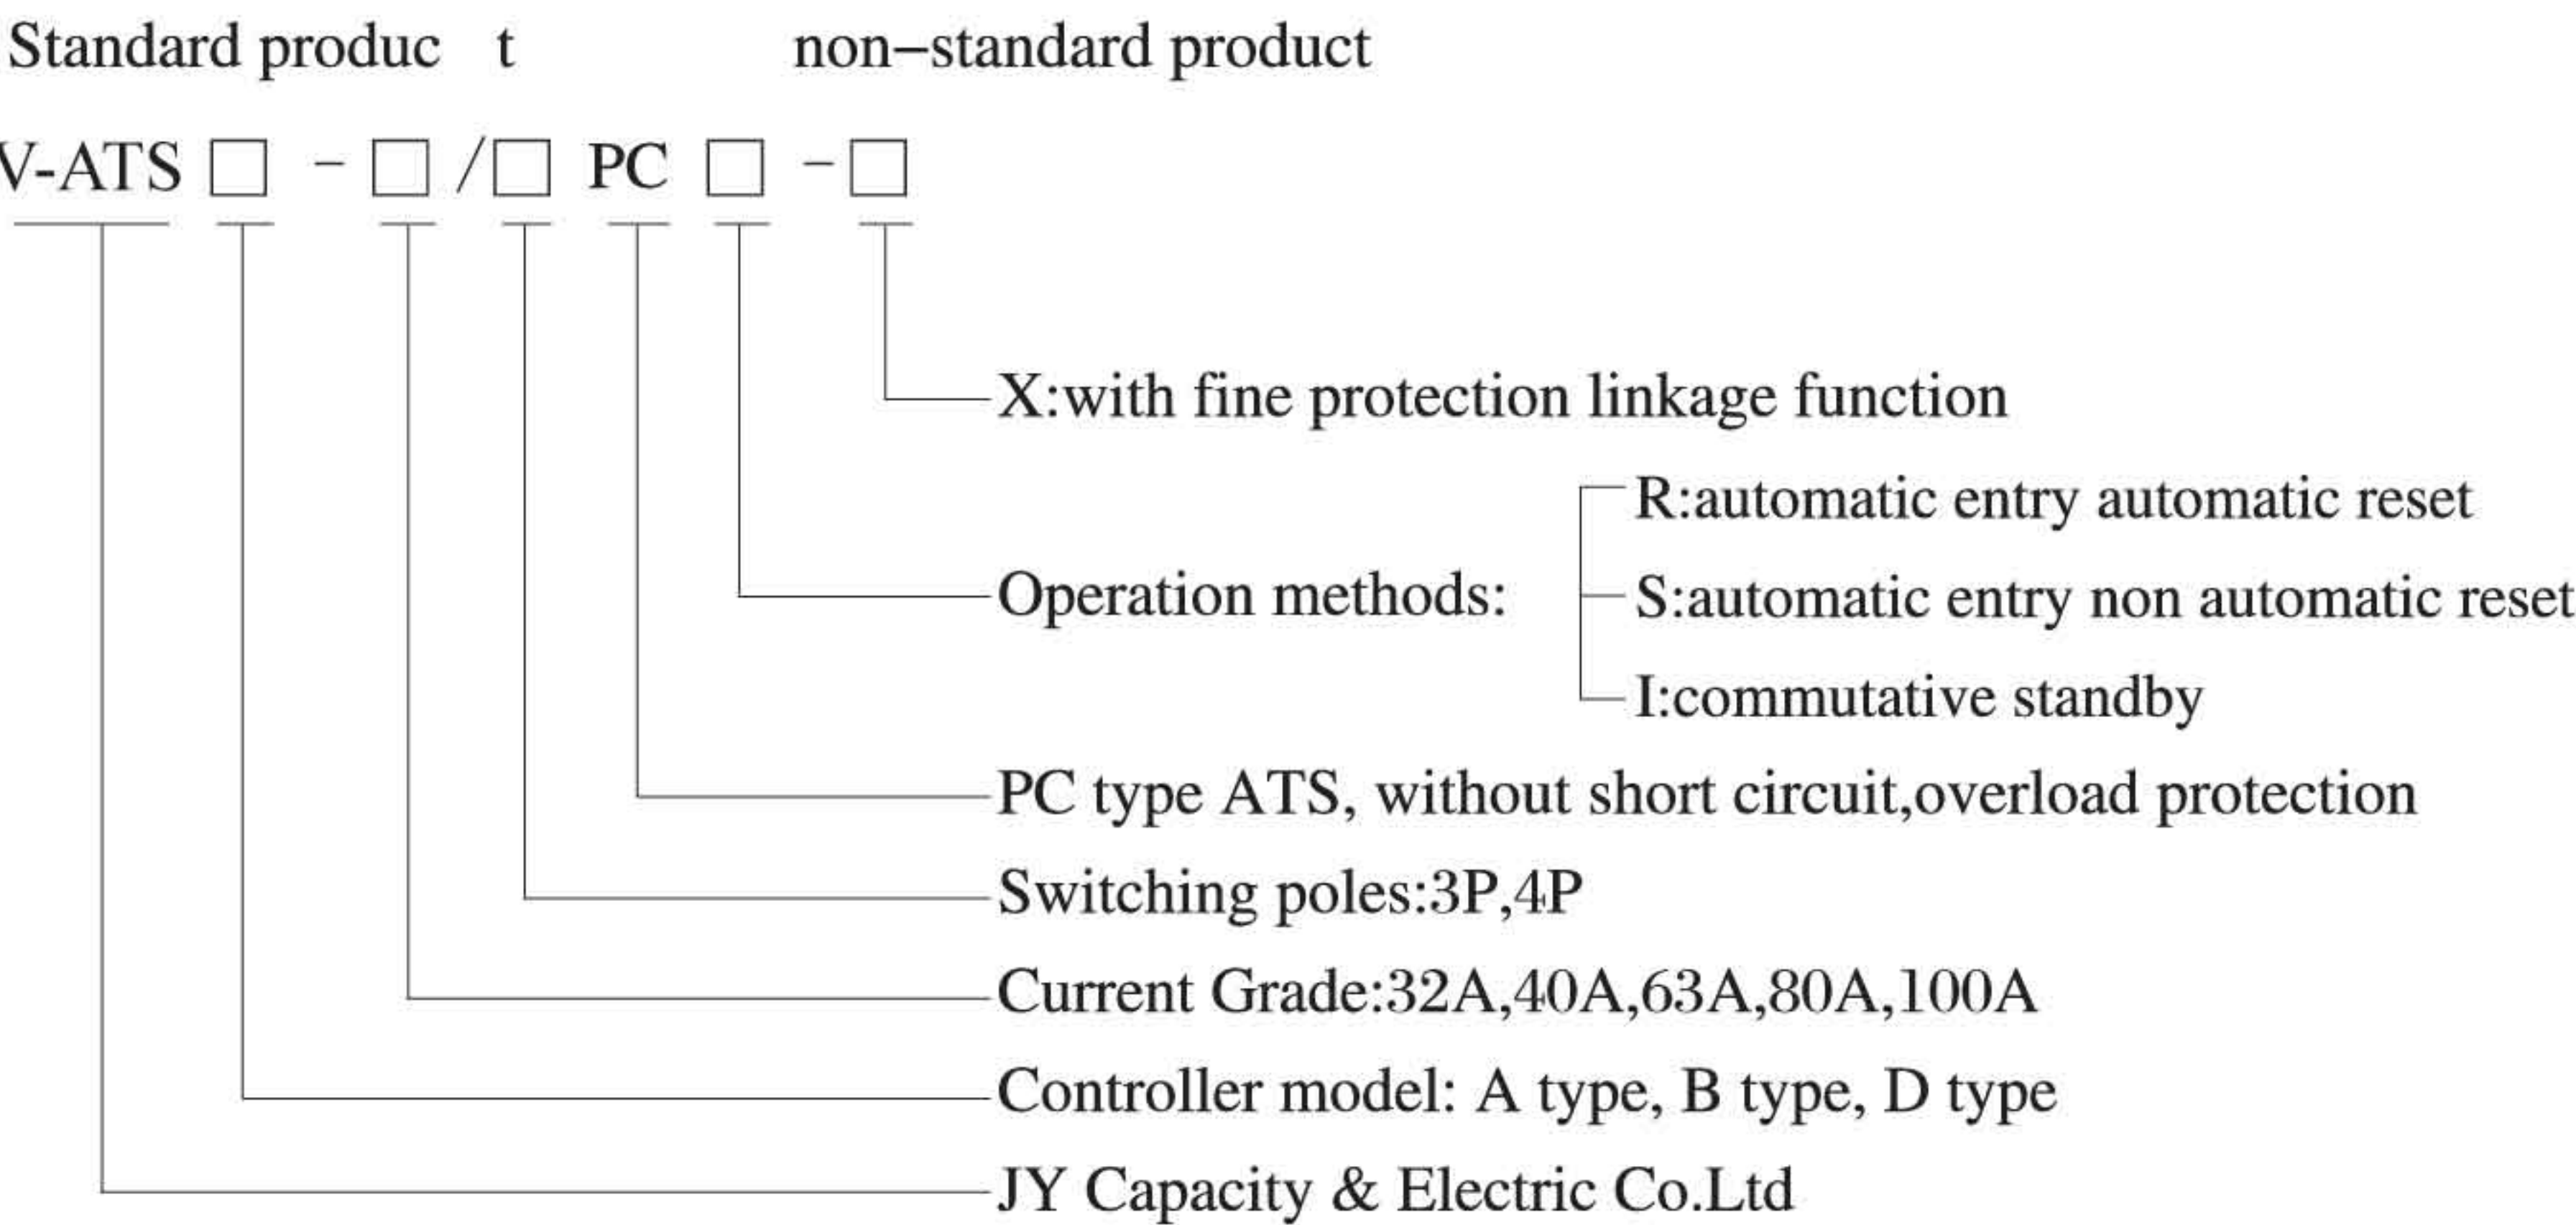 Standard produc t non–standard product
V-ATS □ – □ /□ PC □ –□
X:with fine protection linkage function
R:automatic entry automatic reset
Operation methods: S:automatic entry non automatic reset
I:commutative standby
PC type ATS, without short circuit,overload protection
Switching poles:3P,4P
Current Grade:32A,40A,63A,80A,100A
Controller model: A type, B type, D type
JY Capacity & Electric Co.Ltd